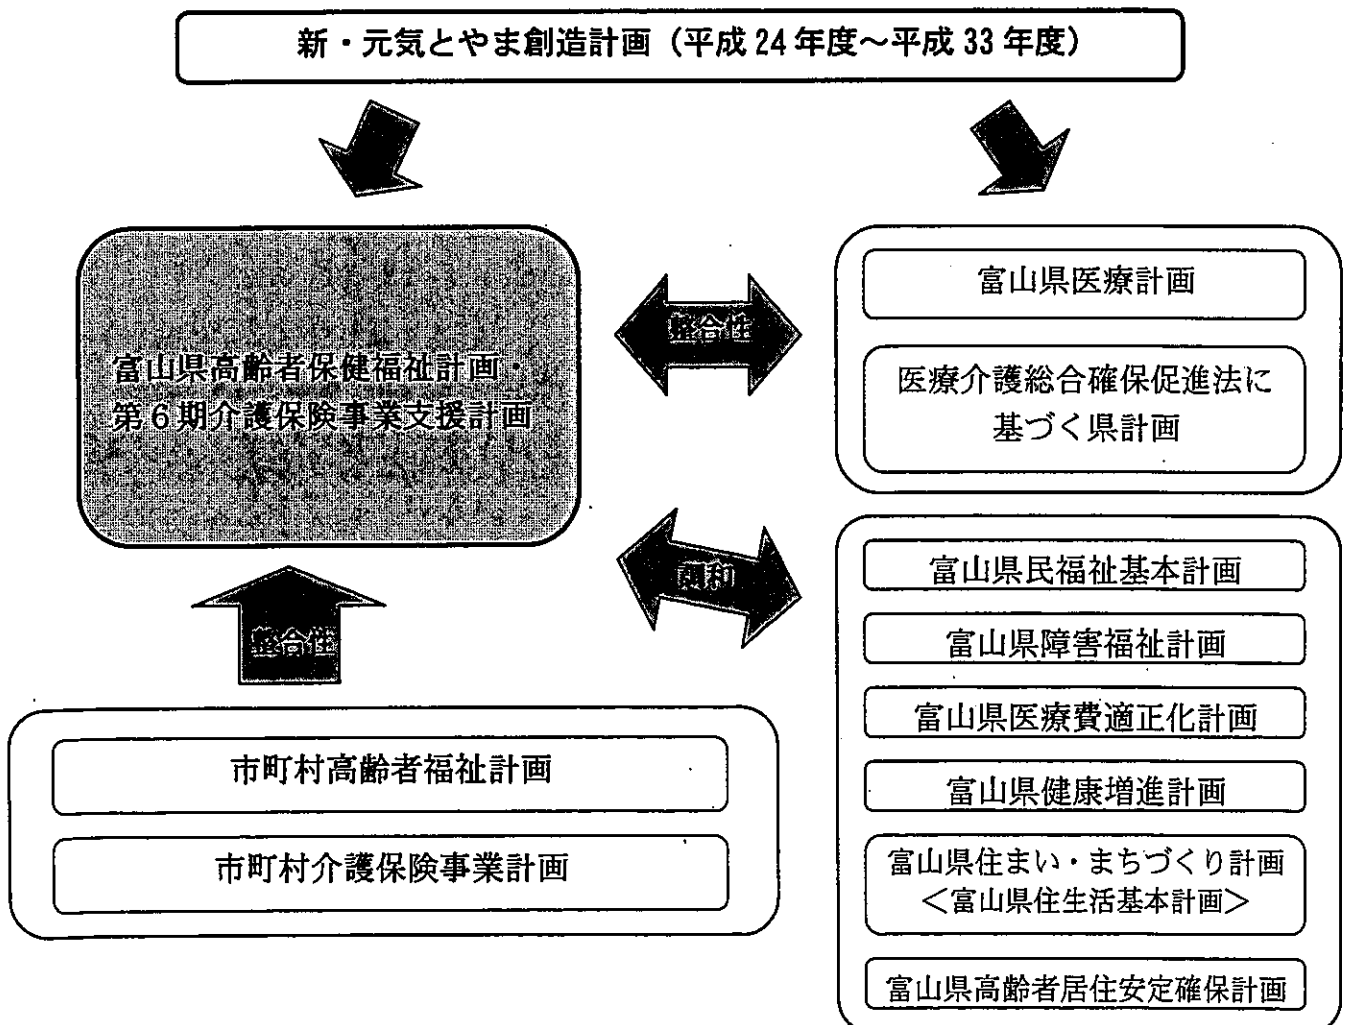 新・元気とやま創造計画（平成24年度～平成33年度）
富山県高齢者保健福祉計画・
第６期介護保険事業支援計画
整合性
富山県医療計画
医療介護総合確保促進法に
基づく県計画
調和
富山県民福祉基本計画
富山県障害福祉計画
富山県医療費適正化計画
富山県健康増進計画
富山県住まい・まちづくり計画
＜富山県住生活基本計画＞
富山県高齢者居住安定確保計画
整合性
市町村高齢者福祉計画
市町村介護保険事業計画